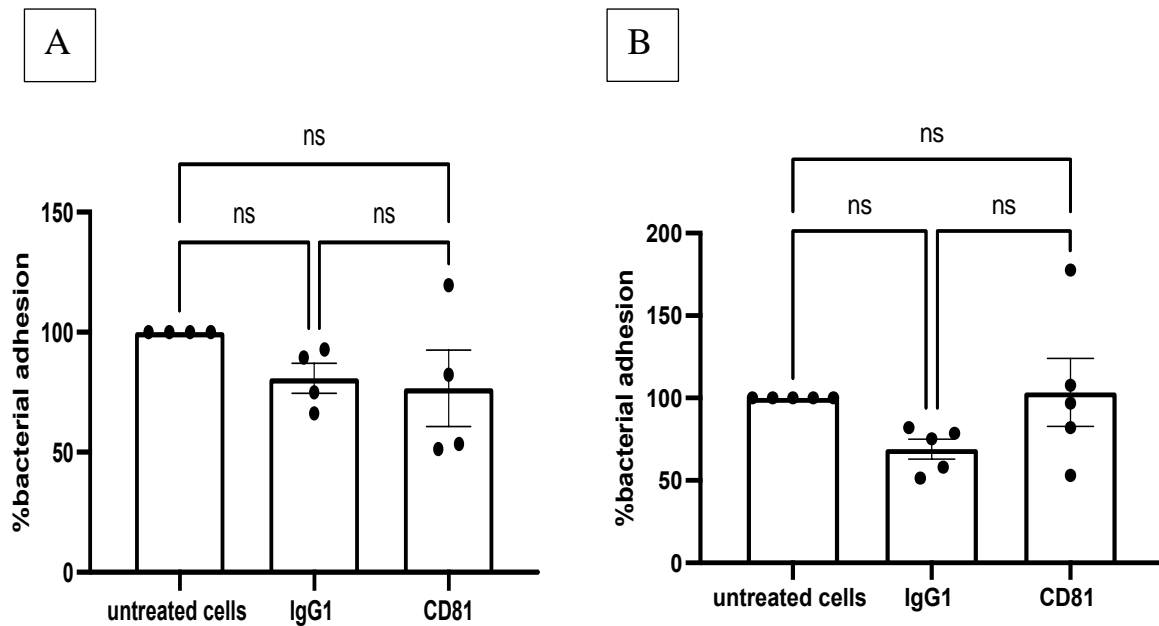 A
ns
ns
ns
150
100
50
0
%bacterial adhesion
untreated cells
IgG1
CD81
B
ns
ns
ns
200
150
100
50
0
%bacterial adhesion
untreated cells
IgG1
CD81